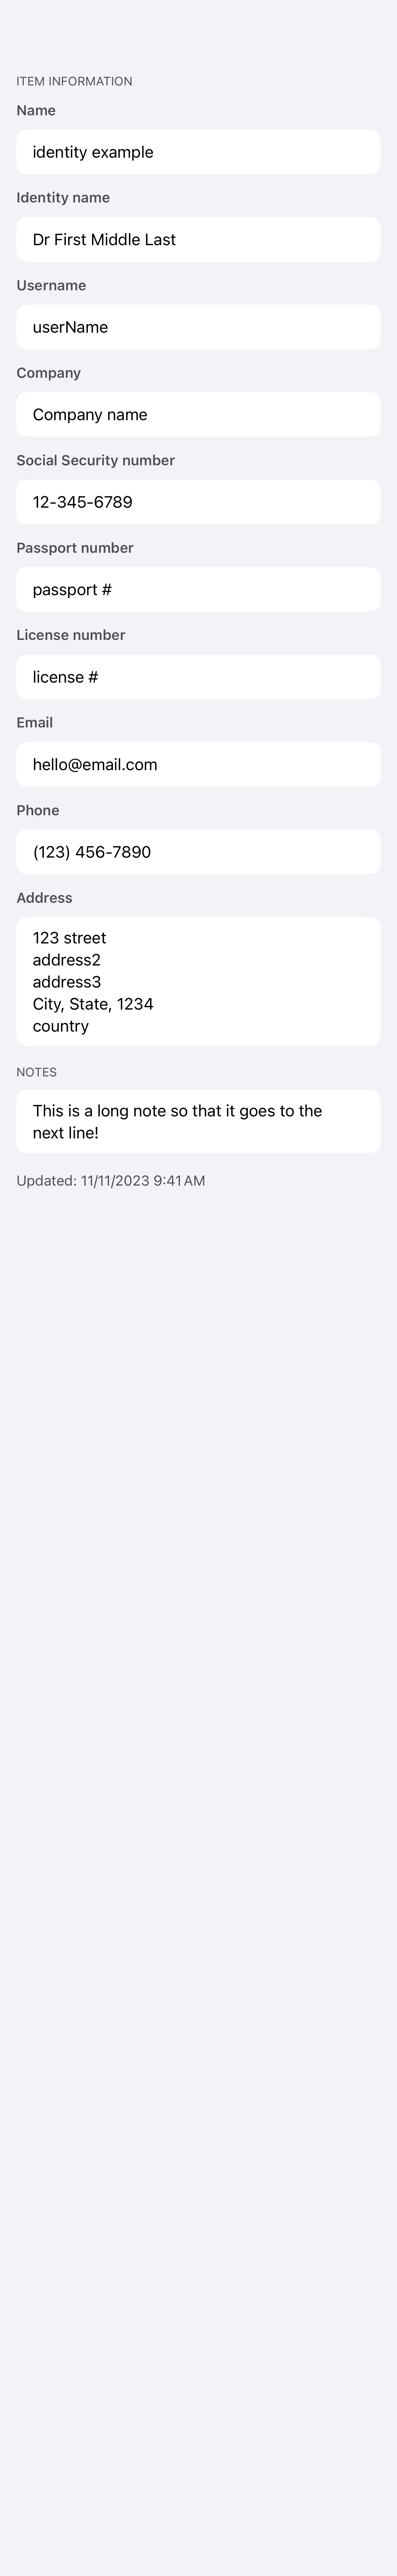 ITEM INFORMATION
Name
identity example
Identity name
Dr First Middle Last
Username
userName
Company
Company name
Social Security number
12-345-6789
Passport number
passport #
License number
license #
Email
hello@email.com
Phone
(123) 456-7890
Address
123 street
address2
address3
City, State, 1234
country
NOTES
This is a long note so that it goes to the
next line!
Updated: 11/11/2023 9:41 AM